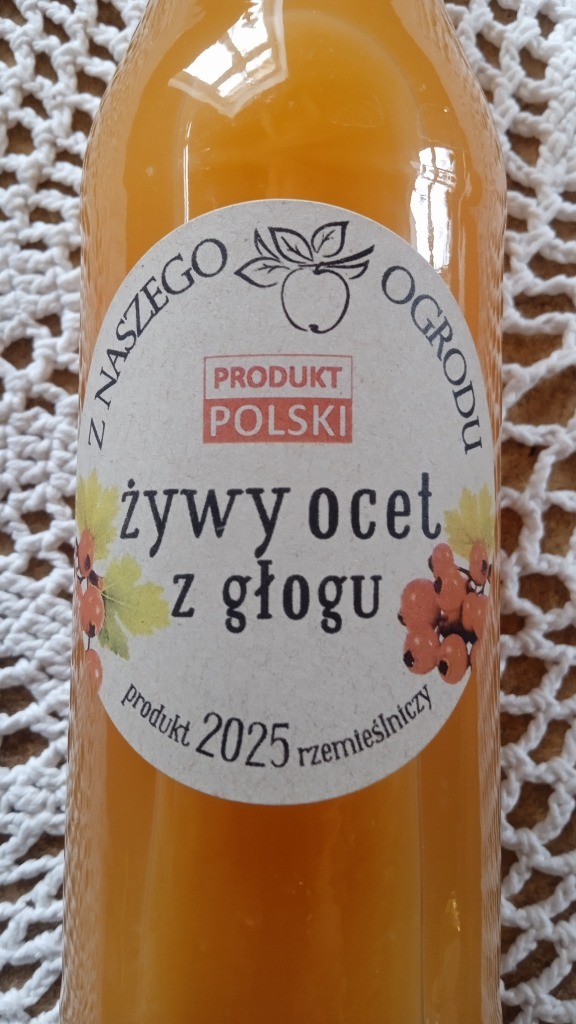 Z NASZEGO OGRODU
PRODUKT
POLSKI
żywy ocet
z głogu
produkt 2025 rzemieślniczy